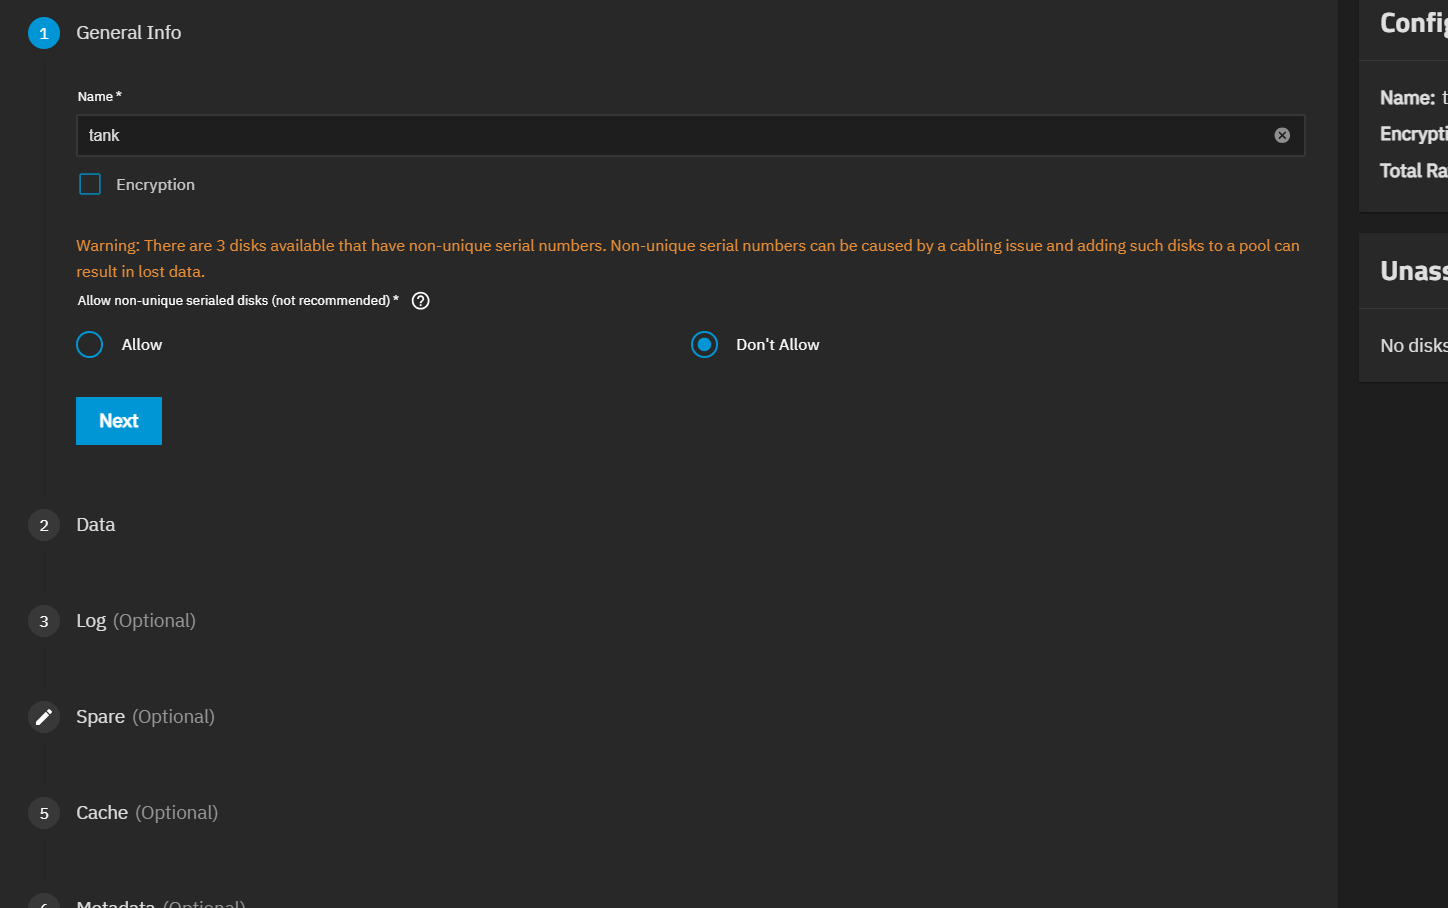 1 General Info
Name *
tank
Encryption
Warning: There are 3 disks available that have non-unique serial numbers. Non-unique serial numbers can be caused by a cabling issue and adding such disks to a pool can
result in lost data.
Allow non-unique serialed disks (not recommended) *
Allow
Don't Allow
Next
2 Data
3 Log (Optional)
Spare (Optional)
5 Cache (Optional)
Metadata (Optional)
Config
Name: t
Encrypti
Total Ra
Unass
No disks